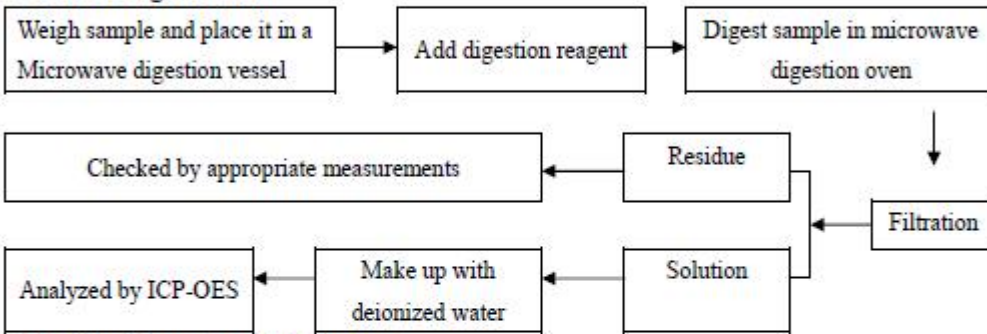 Weigh sample and place it in a
Microwave digestion vessel
Add digestion reagent
Digest sample in microwave
digestion oven
Filtration
Residue
Checked by appropriate measurements
Solution
Make up with
deionized water
Analyzed by ICP-OES